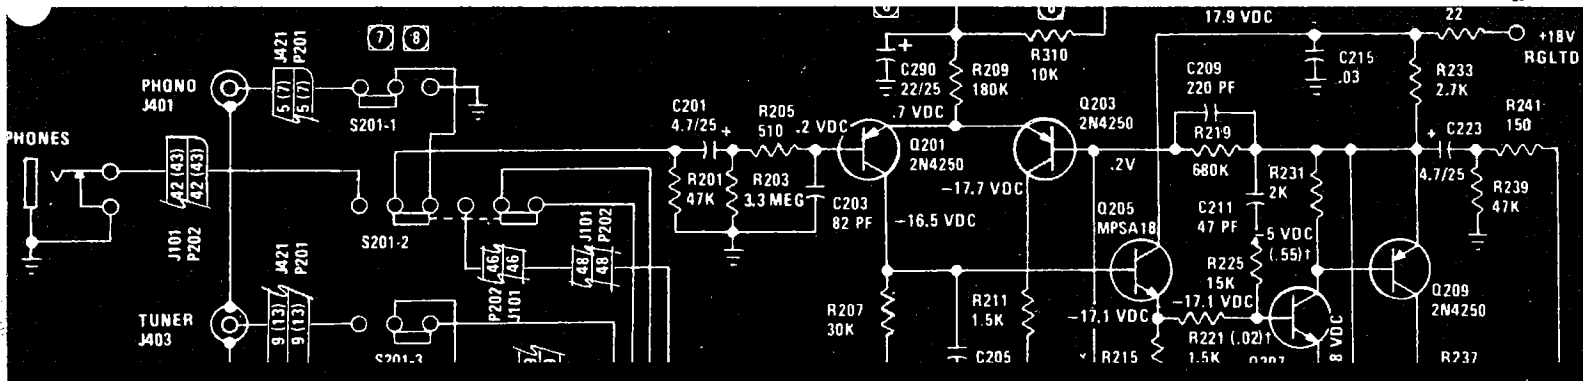 17.9 VDC
22
+18V
RGLTD
7 8
J421
P201
PHONO
J401
5 (7)
5 (7)
S201-1
C290
22/25
R209
180K
R310
10K
C215
.03
R233
2.7K
C209
220 PF
C201
4.7/25
R205
510
.2 VDC
.7 VDC
Q203
2N4250
R241
150
PHONES
42 (43)
42 (43)
Q201
2N4250
R219
680K
.2V
C223
4.7/25
R201
47K
R203
3.3 MEG
C203
82 PF
-17.7 VDC
-16.5 VDC
R231
2K
R239
47K
J101
P202
S201-2
Q205
MPSA18
C211
47 PF
-5 VDC
(.55)†
J421
P201
46
46
P202
J101
48
48
J101
P202
R225
15K
Q209
2N4250
TUNER
J403
9 (13)
9 (13)
R207
30K
R211
1.5K
-17.1 VDC
-17.1 VDC
S201-3
C205
R215
R221 (.02)†
1.5K
Q207
8 VDC
R237